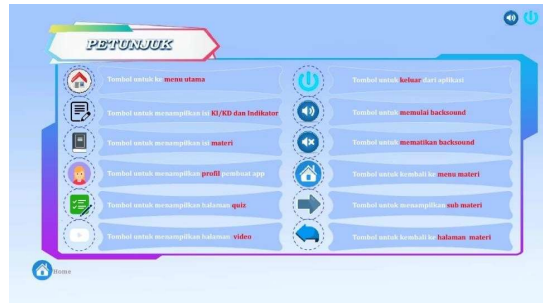 PETUNJUK
Tombol untuk ke menu utama
Tombol untuk menampilkan isi KI/KD dan Indikator
Tombol untuk menampilkan isi materi
Tombol untuk menampilkan profil pembuat app
Tombol untuk menampilkan halaman quiz
Tombol untuk menampilkan halaman video
Tombol untuk keluar dari aplikasi
Tombol untuk memulai backsound
Tombol untuk mematikan backsound
Tombol untuk kembali ke menu materi
Tombol untuk menampilkan sub materi
Tombol untuk kembali ke halaman materi
Home